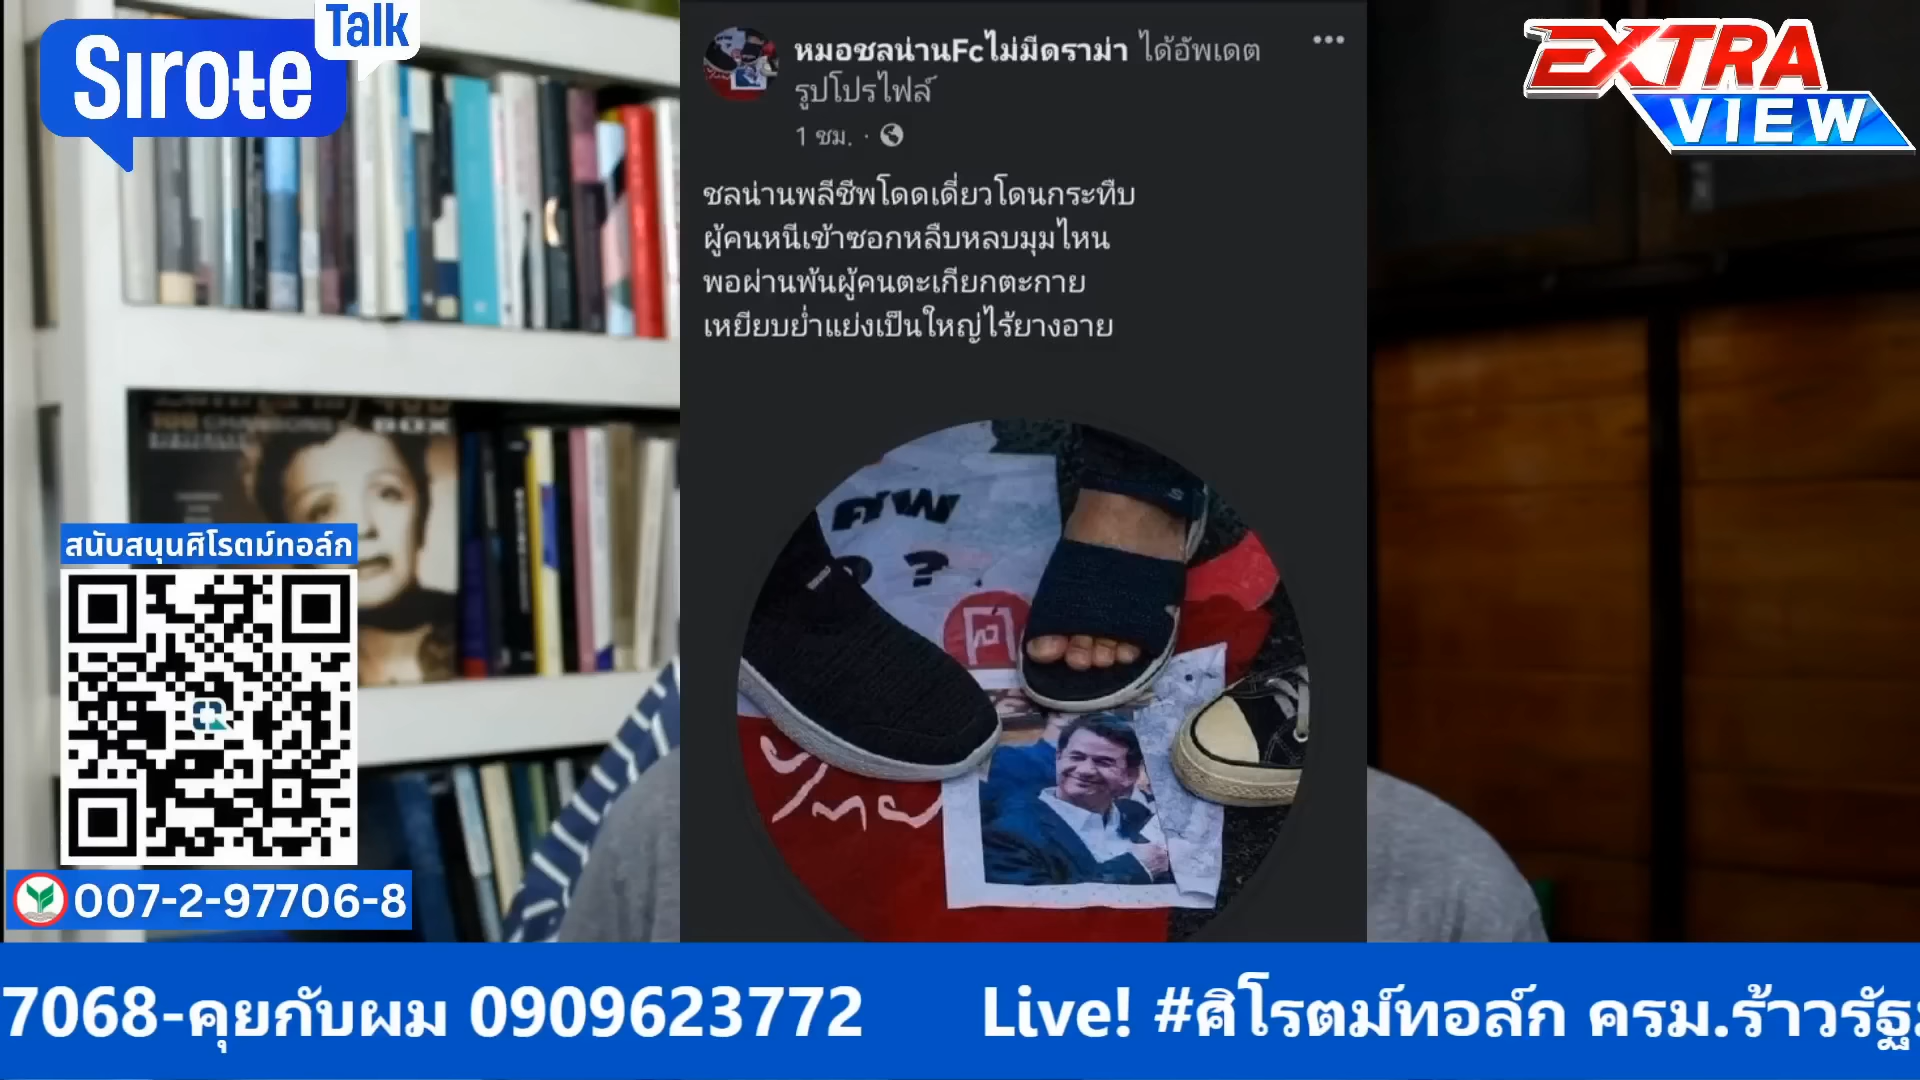 Sirote
Talk
EXTRA
VIEW
หมอชลน่านFcไม่มีดราม่า ได้อัพเดต
รูปโปรไฟล์
1 ชม. ·
ชลน่านพลีชีพโดดเดี่ยวโดนกระทืบ
ผู้คนหนีเข้าซอกหลืบหลบมุมไหน
พอผ่านพ้นผู้คนตะเกียกตะกาย
เหยียบย่ำแย่งเป็นใหญ่ไร้ยางอาย
ศพ
?
ไทย
BOX
สนับสนุนศิโรตม์ทอล์ก
007-2-97706-8
7068-คุยกับผม 0909623772 Live! #ศิโรตม์ทอล์ก ครม.ร้าวรัฐ